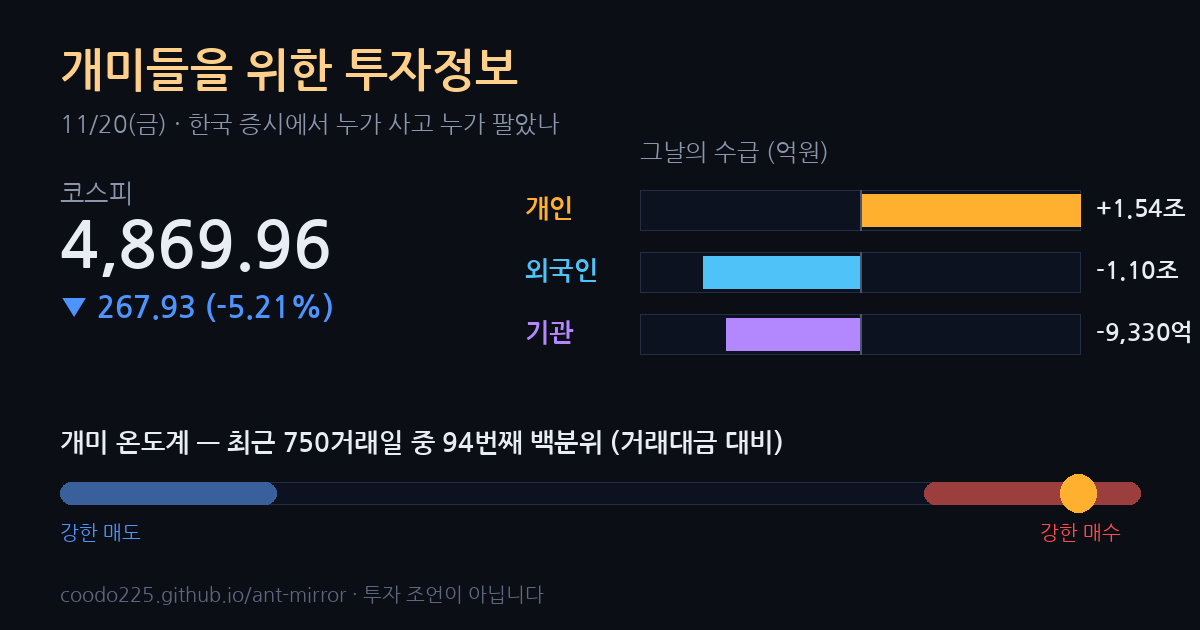 개미들을 위한 투자정보
11/20(금) · 한국 증시에서 누가 사고 누가 팔았나
코스피
4,869.96
▼ 267.93 (-5.21%)
그날의 수급 (억원)
개인 +1.54조
외국인 -1.10조
기관 -9,330억
개미 온도계 — 최근 750거래일 중 94번째 백분위 (거래대금 대비)
강한 매도
강한 매수
coodo225.github.io/ant-mirror · 투자 조언이 아닙니다